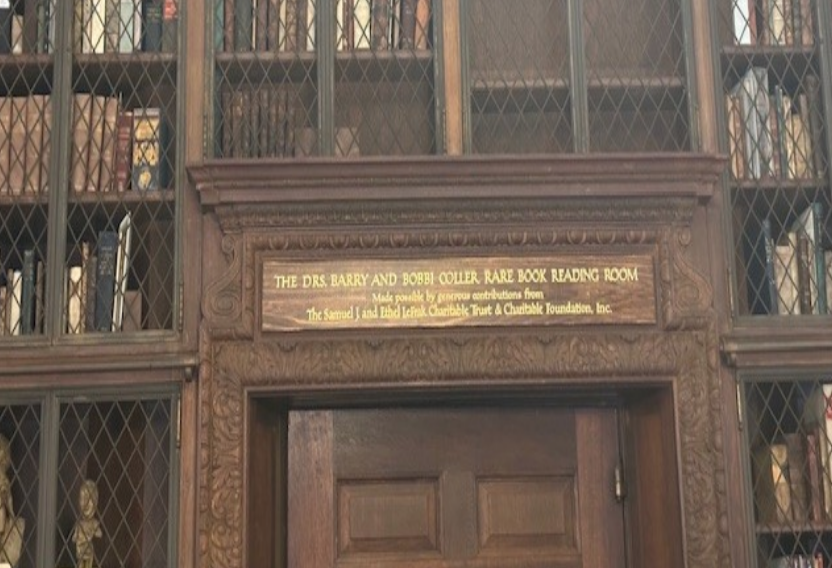 THE DRS. BARRY AND BOBBI COLLER RARE BOOK READING ROOM
Made possible by generous contributions from
The Samuel J. and Ethel LeFrak Charitable Trust & Charitable Foundation, Inc.